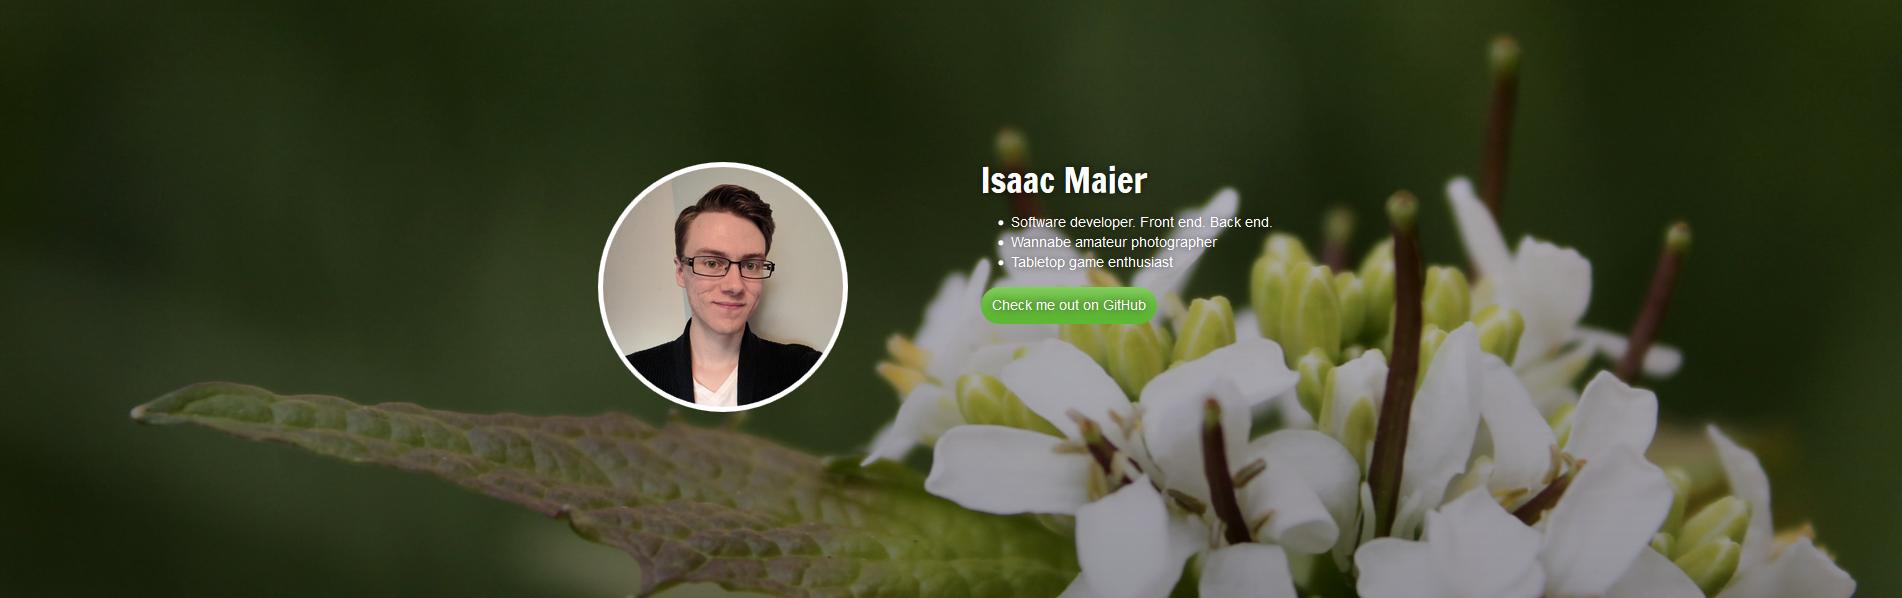 Isaac Maier
Software developer. Front end. Back end.
Wannabe amateur photographer
Tabletop game enthusiast
Check me out on GitHub